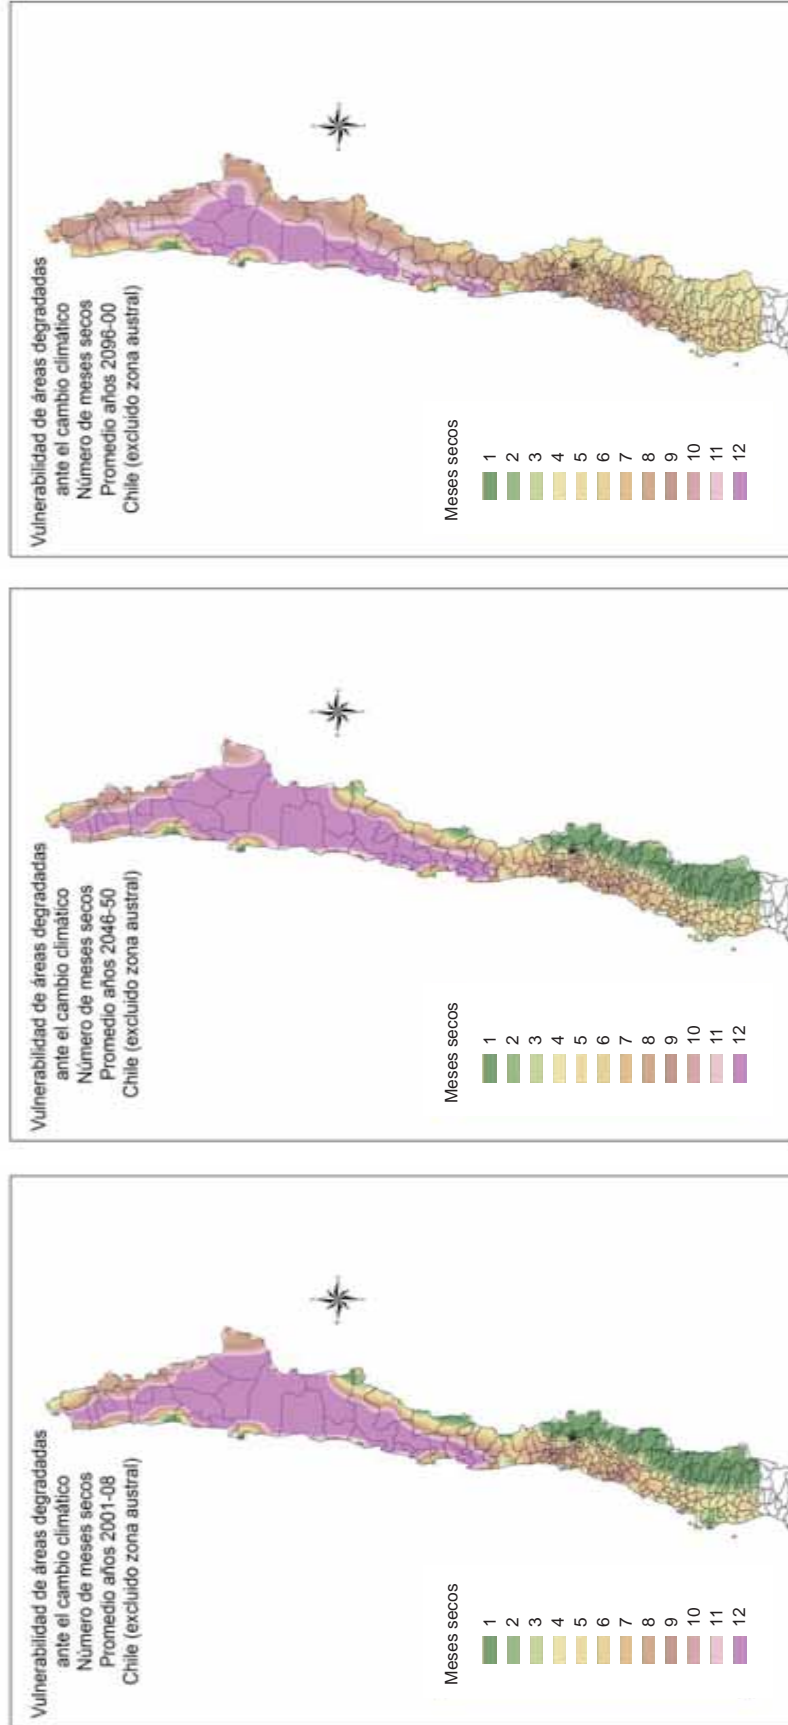 Vulnerabilidad de áreas degradadas
ante el cambio climático
Número de meses secos
Promedio años 2001-08
Chile (excluido zona austral)
Meses secos
1
2
3
4
5
6
7
8
9
10
11
12
Vulnerabilidad de áreas degradadas
ante el cambio climático
Número de meses secos
Promedio años 2046-50
Chile (excluido zona austral)
Meses secos
1
2
3
4
5
6
7
8
9
10
11
12
Vulnerabilidad de áreas degradadas
ante el cambio climático
Número de meses secos
Promedio años 2096-00
Chile (excluido zona austral)
Meses secos
1
2
3
4
5
6
7
8
9
10
11
12